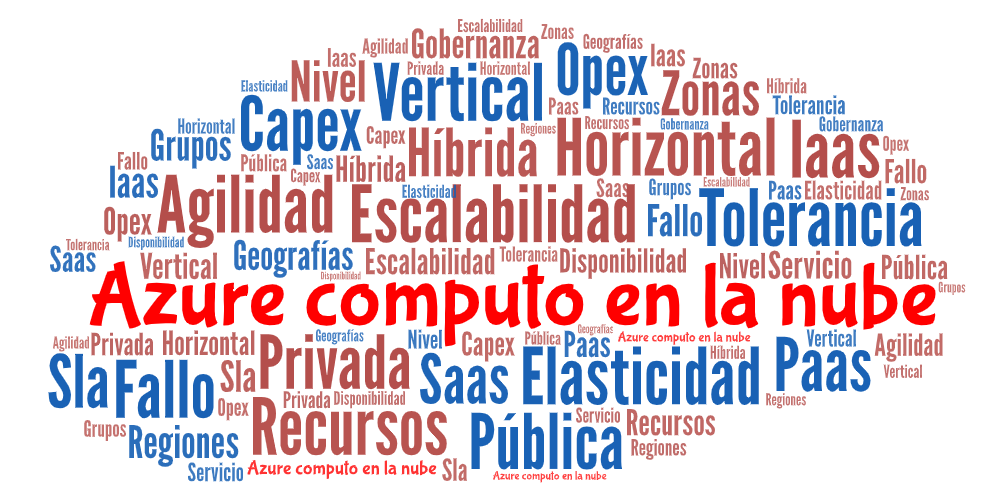 Escalabilidad
Zonas
Agilidad Gobernanza Geografías
Iaas Opex Iaas
Nivel Vertical Zonas
Privada Horizontal
Elasticidad Zonas Híbrida
Capex Paas Recursos Tolerancia
Horizontal Capex Regiones Recursos Gobernanza Gobernanza
Grupos Híbrida Horizontal Iaas Opex
Fallo Pública Saas Híbrida Fallo
Iaas Capex
Agilidad Elasticidad Saas Grupos Escalabilidad Paas Elasticidad Zonas
Opex Escalabilidad Fallo Tolerancia
Tolerancia Disponibilidad
Saas Vertical Geografías Escalabilidad Tolerancia Disponibilidad Nivel Servicio Pública
Disponibilidad Grupos
Azure computo en la nube
Agilidad Privada Horizontal Geografías Nivel Capex Pública Paas Geografías Azure computo en la nube Vertical Agilidad
Privada Híbrida
Sla Fallo Sla Saas Elasticidad Paas Vertical
Opex Privada Disponibilidad Regiones
Grupos Regiones Recursos Pública Servicio Recursos
Regiones
Servicio Azure computo en la nube Sla Azure computo en la nube